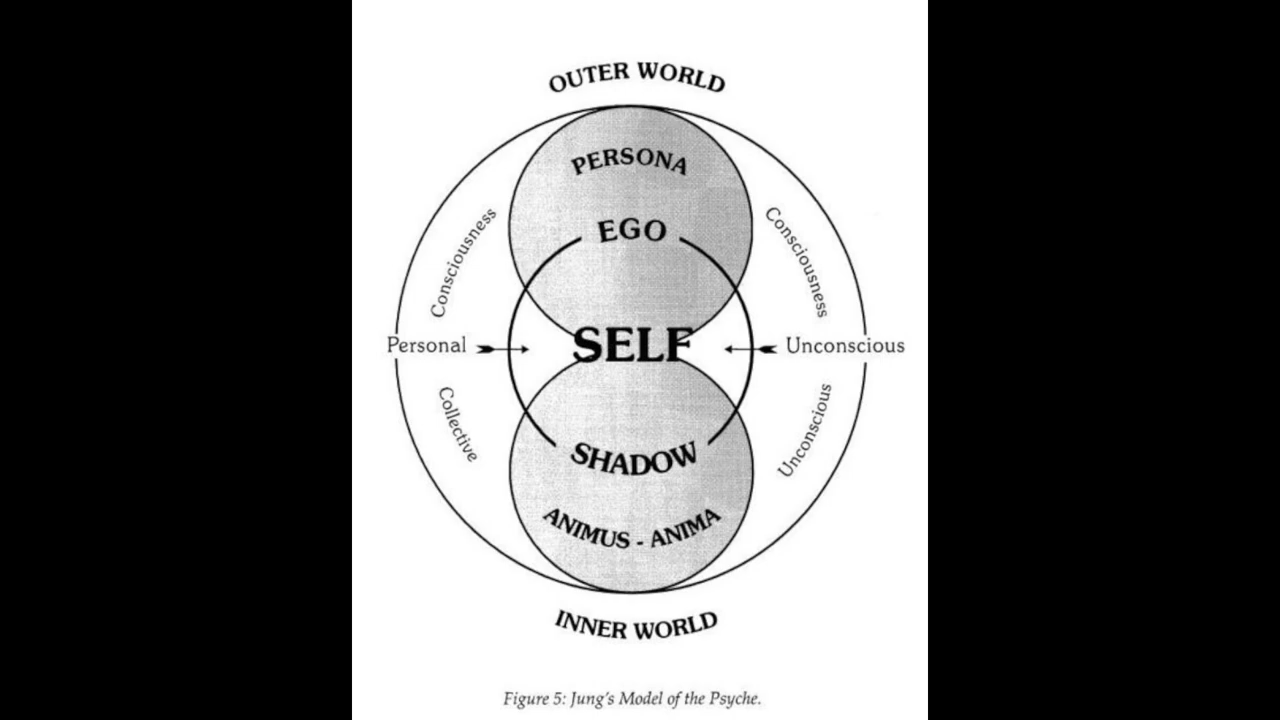 OUTER WORLD
PERSONA
EGO
Consciousness
Consciousness
SELF
Personal
Unconscious
Collective
Unconscious
SHADOW
ANIMUS - ANIMA
INNER WORLD
Figure 5: Jung's Model of the Psyche.